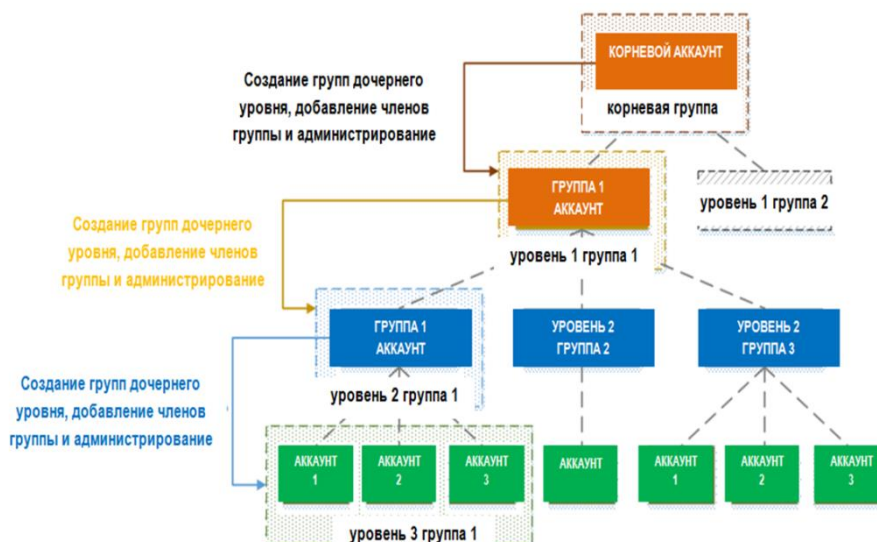 КОРНЕВОЙ АККАУНТ
корневая группа
Создание групп дочернего
уровня, добавление членов
группы и администрирование
ГРУППА 1
АККАУНТ
уровень 1 группа 1
уровень 1 группа 2
Создание групп дочернего
уровня, добавление членов
группы и администрирование
ГРУППА 1
АККАУНТ
уровень 2 группа 1
УРОВЕНЬ 2
ГРУППА 2
УРОВЕНЬ 2
ГРУППА 3
Создание групп дочернего
уровня, добавление членов
группы и администрирование
АККАУНТ
1
АККАУНТ
2
АККАУНТ
3
АККАУНТ
АККАУНТ
1
АККАУНТ
2
АККАУНТ
3
уровень 3 группа 1